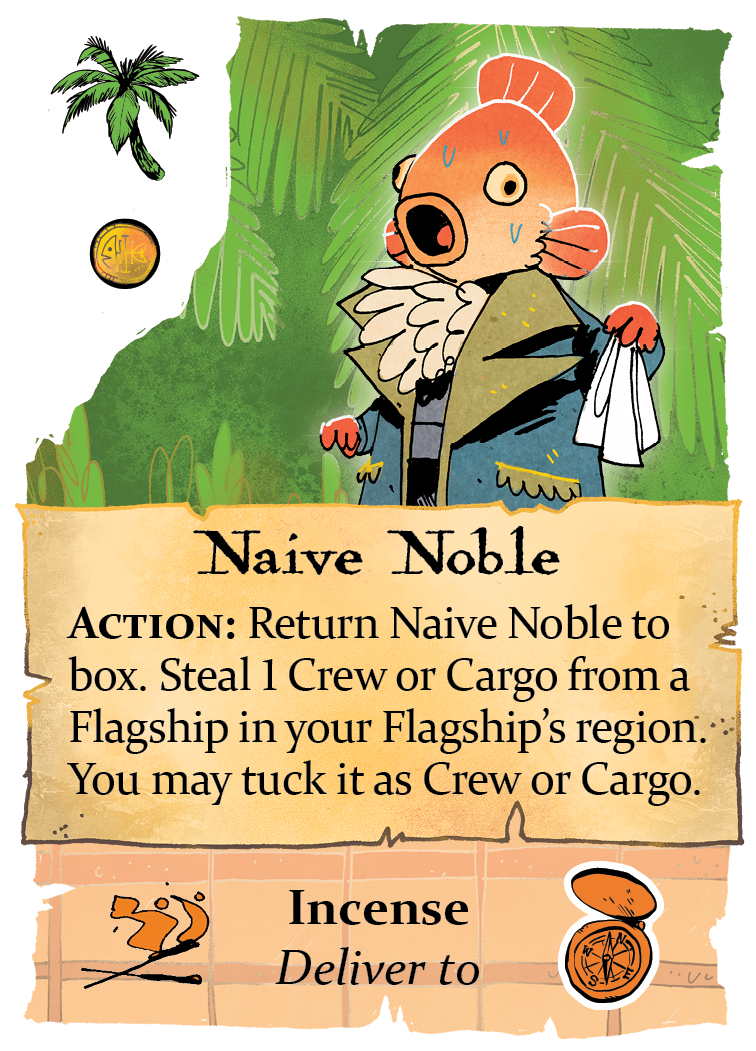 Naive Noble
ACTION: Return Naive Noble to
box. Steal 1 Crew or Cargo from a
Flagship in your Flagship's region.
You may tuck it as Crew or Cargo.
Incense
Deliver to
N
E
S